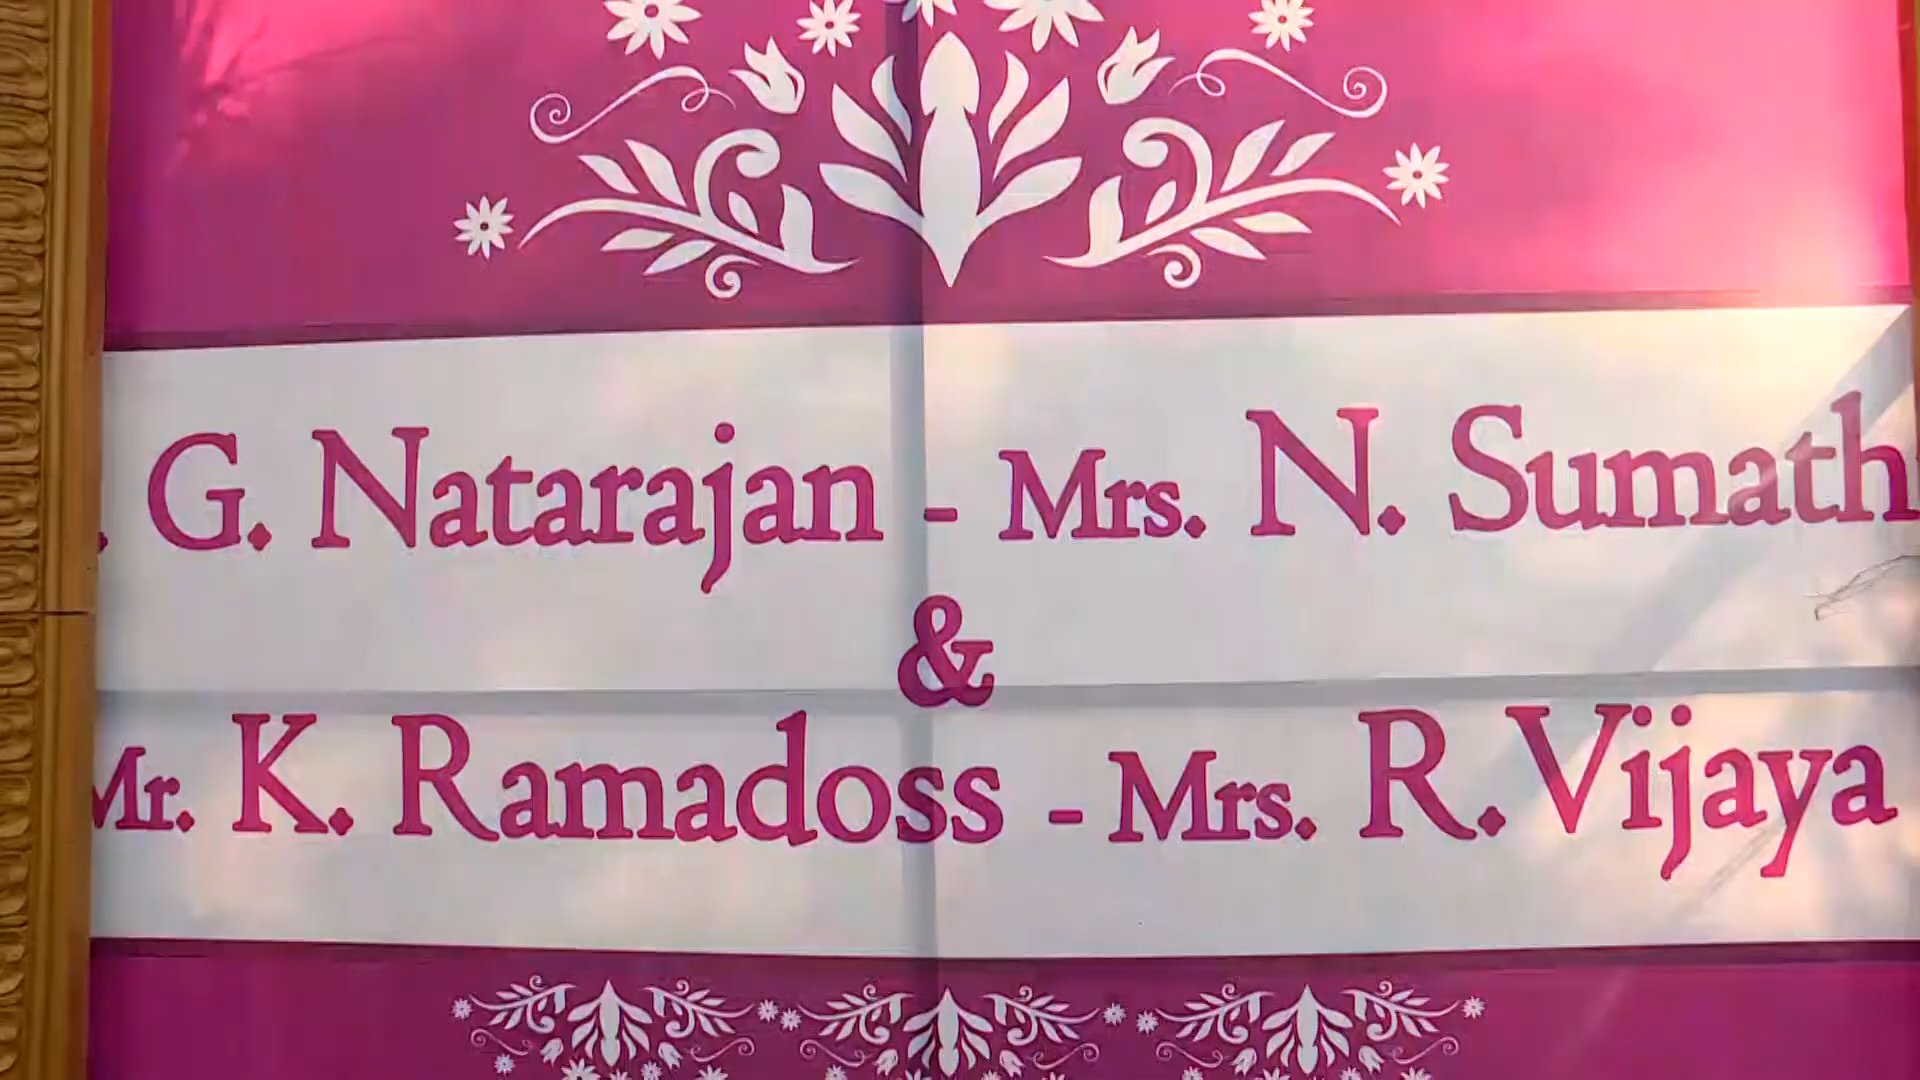 . G. Natarajan - Mrs. N. Sumath
&
Mr. K. Ramadoss - Mrs. R. Vijaya